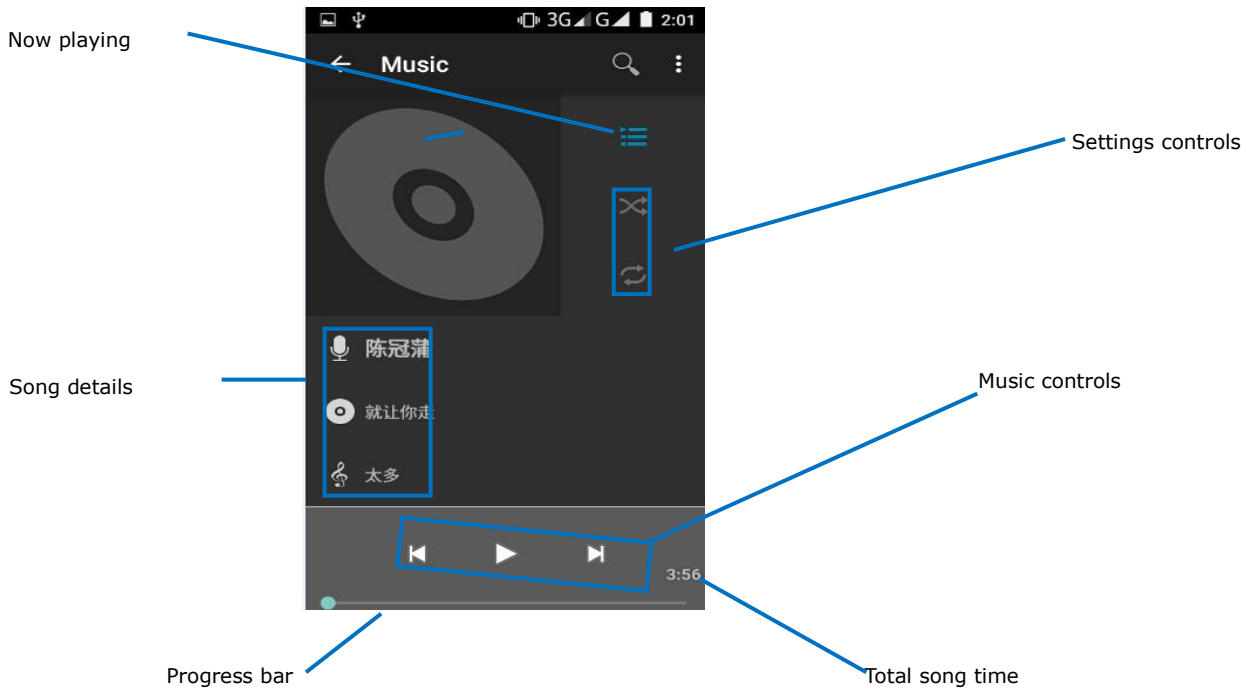 3G G 2:01
Now playing
Music
Settings controls
陈冠蒲
Song details
就让你走
太多
Music controls
3:56
Progress bar
Total song time